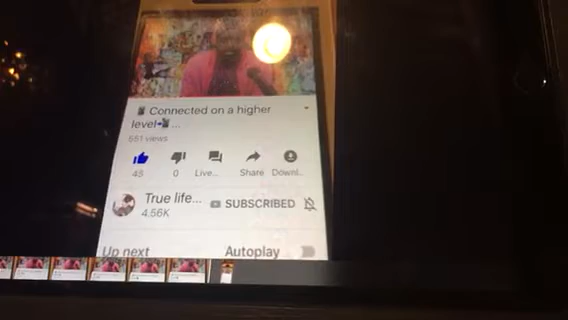 📱 Connected on a higher
level📲...
551 views
45
0
Live...
Share
Downl...
True life...
4.56K
SUBSCRIBED
Up next
Autoplay